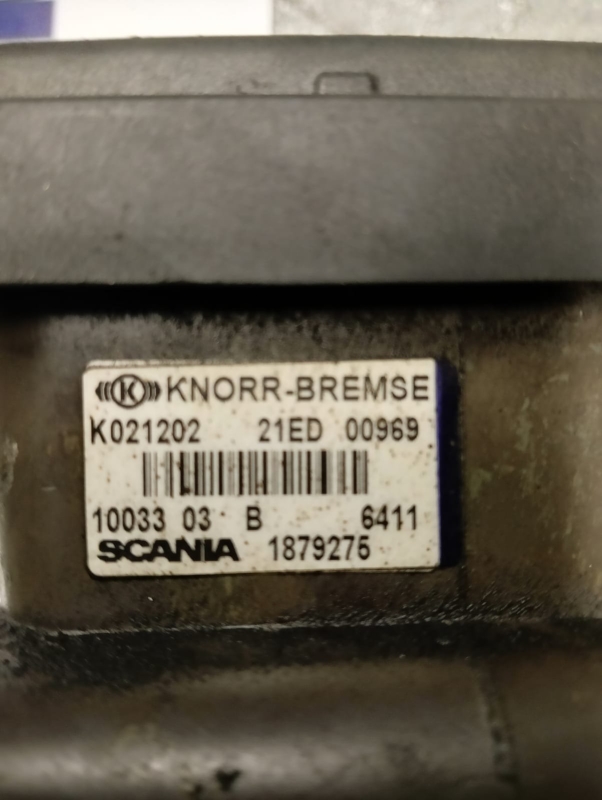 KNORR-BREMSE
K021202 21ED 00969
10033 03 B 6411
SCANIA 1879275